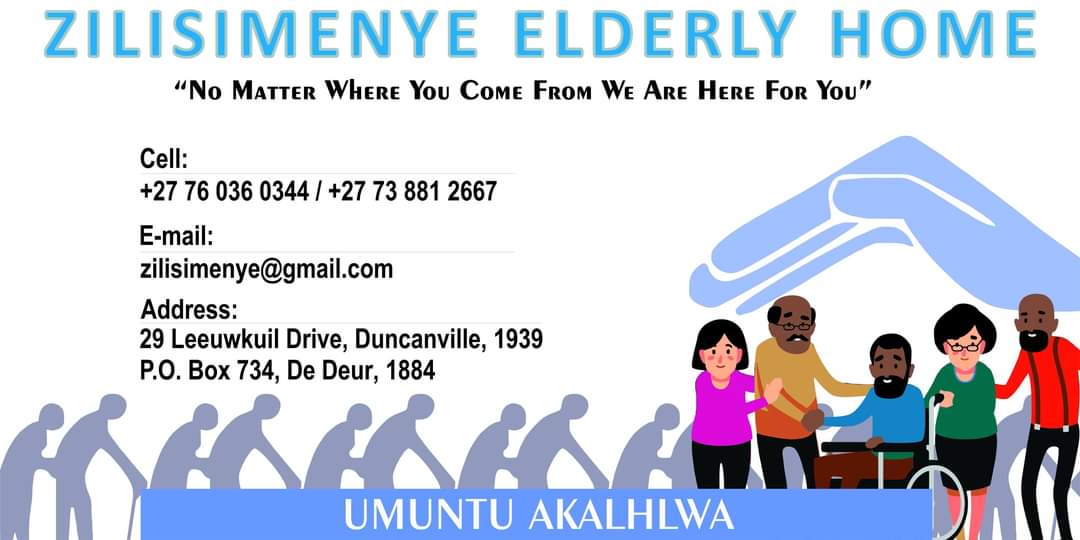 ZILISIMENYE ELDERLY HOME
“No Matter Where You Come From We Are Here For You”
Cell:
+27 76 036 0344 / +27 73 881 2667
E-mail:
zilisimenye@gmail.com
Address:
29 Leeuwkuil Drive, Duncanville, 1939
P.O. Box 734, De Deur, 1884
UMUNTU AKALHLWA